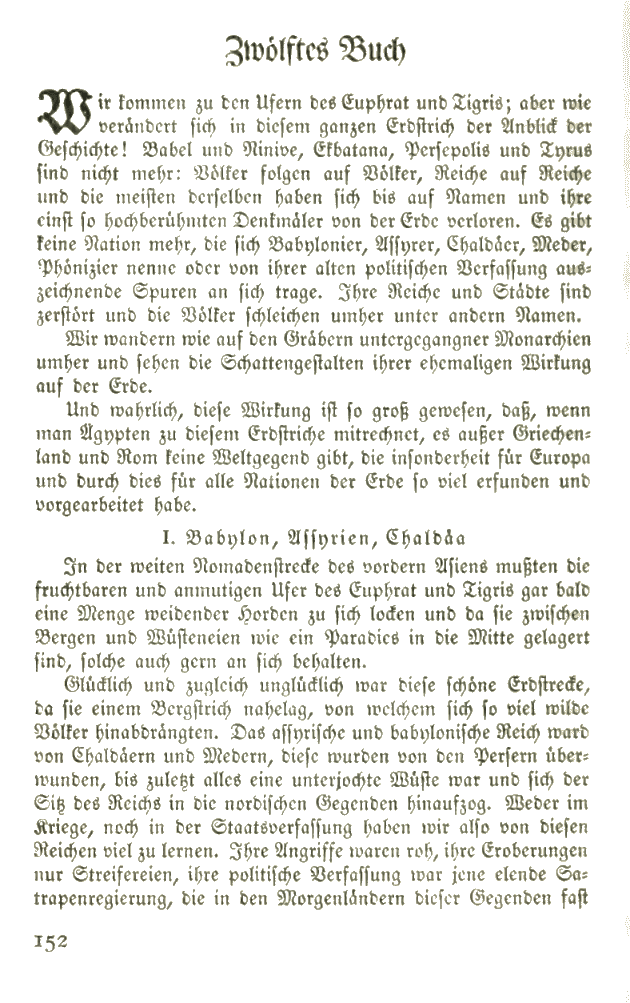 Zwölftes Buch
Wir kommen zu den Ufern des Euphrat und Tigris; aber wie
verändert sich in diesem ganzen Erdstrich der Anblick der
Geschichte! Babel und Ninive, Ekbatana, Persepolis und Tyrus
sind nicht mehr: Völker folgen auf Völker, Reiche auf Reiche
und die meisten derselben haben sich bis auf Namen und ihre
einst so hochberühmten Denkmäler von der Erde verloren. Es gibt
keine Nation mehr, die sich Babylonier, Assyrer, Chaldäer, Meder,
Phönizier nenne oder von ihrer alten politischen Verfassung aus-
zeichnende Spuren an sich trage. Ihre Reiche und Städte sind
zerstört und die Völker schleichen umher unter andern Namen.
Wir wandern wie auf den Gräbern untergegangner Monarchien
umher und sehen die Schattengestalten ihrer ehemaligen Wirkung
auf der Erde.
Und wahrlich, diese Wirkung ist so groß gewesen, daß, wenn
man Ägypten zu diesem Erdstriche mitrechnet, es außer Griechen-
land und Rom keine Weltgegend gibt, die insonderheit für Europa
und durch dies für alle Nationen der Erde so viel erfunden und
vorgearbeitet habe.
I. Babylon, Assyrien, Chaldäa
In der weiten Nomadenstrecke des vordern Asiens mußten die
fruchtbaren und anmutigen Ufer des Euphrat und Tigris gar bald
eine Menge weidender Horden zu sich locken und da sie zwischen
Bergen und Wüsteneien wie ein Paradies in die Mitte gelagert
sind, solche auch gern an sich behalten.
Glücklich und zugleich unglücklich war diese schöne Erdstrecke,
da sie einem Bergstrich nahelag, von welchem sich so viel wilde
Völker hinabdrängten. Das assyrische und babylonische Reich ward
von Chaldäern und Medern, diese wurden von den Persern über-
wunden, bis zuletzt alles eine unterjochte Wüste war und sich der
Sitz des Reichs in die nordischen Gegenden hinaufzog. Weder im
Kriege, noch in der Staatsverfassung haben wir also von diesen
Reichen viel zu lernen. Ihre Angriffe waren roh, ihre Eroberungen
nur Streifereien, ihre politische Verfassung war jene elende Sa-
trapenregierung, die in den Morgenländern dieser Gegenden fast
152